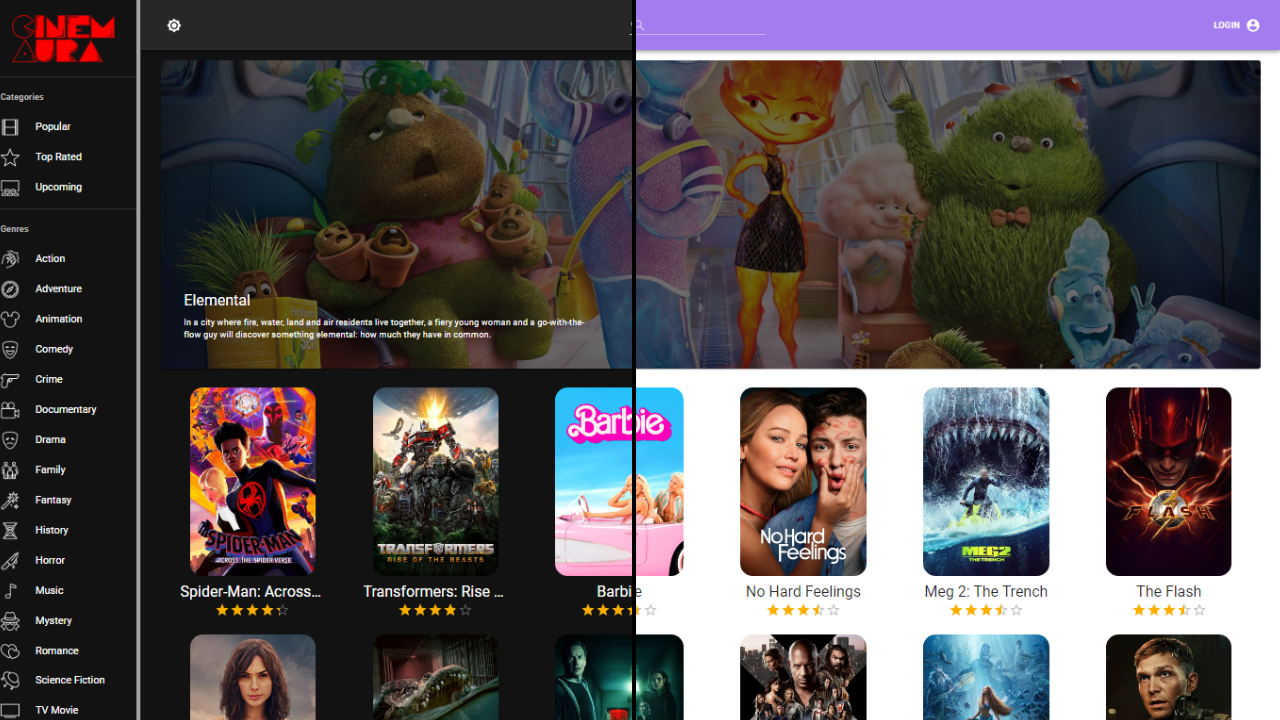 CINEM
AURA
LOGIN
Categories
Popular
Top Rated
Upcoming
Genres
Action
Adventure
Animation
Comedy
Crime
Documentary
Drama
Family
Fantasy
History
Horror
Music
Mystery
Romance
Science Fiction
TV Movie
Elemental
In a city where fire, water, land and air residents live together, a fiery young woman and a go-with-the-
flow guy will discover something elemental: how much they have in common.
SPIDER-MAN
ACROSS THE SPIDER-VERSE
TRANSFORMERS
RISE OF THE BEASTS
Barbie
No Hard
Feelings
MEG2
THE TRENCH
FLASH
Spider-Man: Across...
Transformers: Rise ...
Barbie
No Hard Feelings
Meg 2: The Trench
The Flash